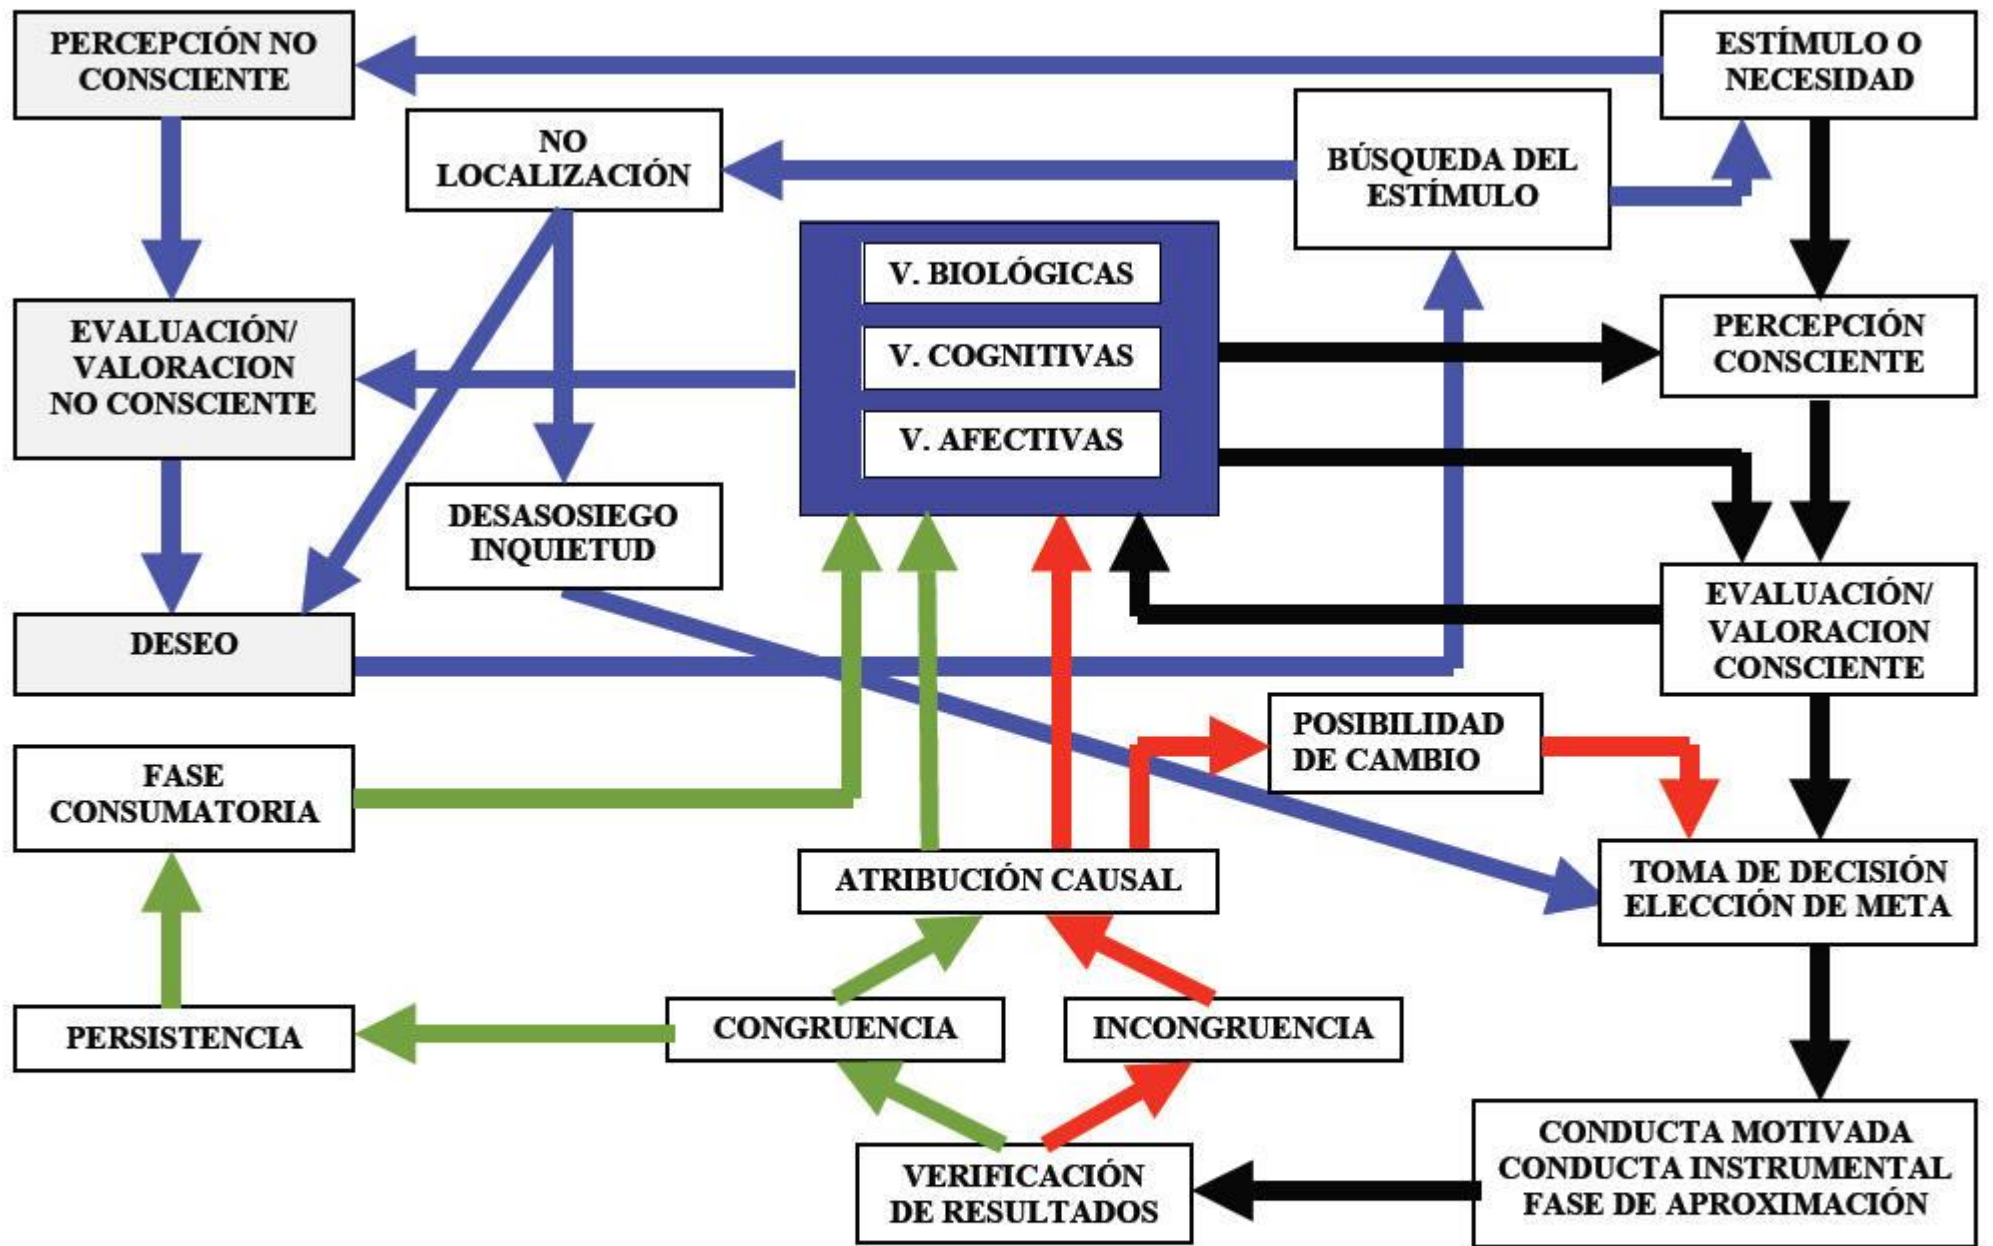 PERCEPCIÓN NO
CONSCIENTE
ESTÍMULO O
NECESIDAD
NO
LOCALIZACIÓN
BÚSQUEDA DEL
ESTÍMULO
V. BIOLÓGICAS
V. COGNITIVAS
V. AFECTIVAS
EVALUACIÓN/
VALORACION
NO CONSCIENTE
PERCEPCIÓN
CONSCIENTE
DESASOSIEGO
INQUIETUD
DESEO
EVALUACIÓN/
VALORACION
CONSCIENTE
POSIBILIDAD
DE CAMBIO
FASE
CONSUMATORIA
ATRIBUCIÓN CAUSAL
TOMA DE DECISIÓN
ELECCIÓN DE META
PERSISTENCIA
CONGRUENCIA
INCONGRUENCIA
VERIFICACIÓN
DE RESULTADOS
CONDUCTA MOTIVADA
CONDUCTA INSTRUMENTAL
FASE DE APROXIMACIÓN